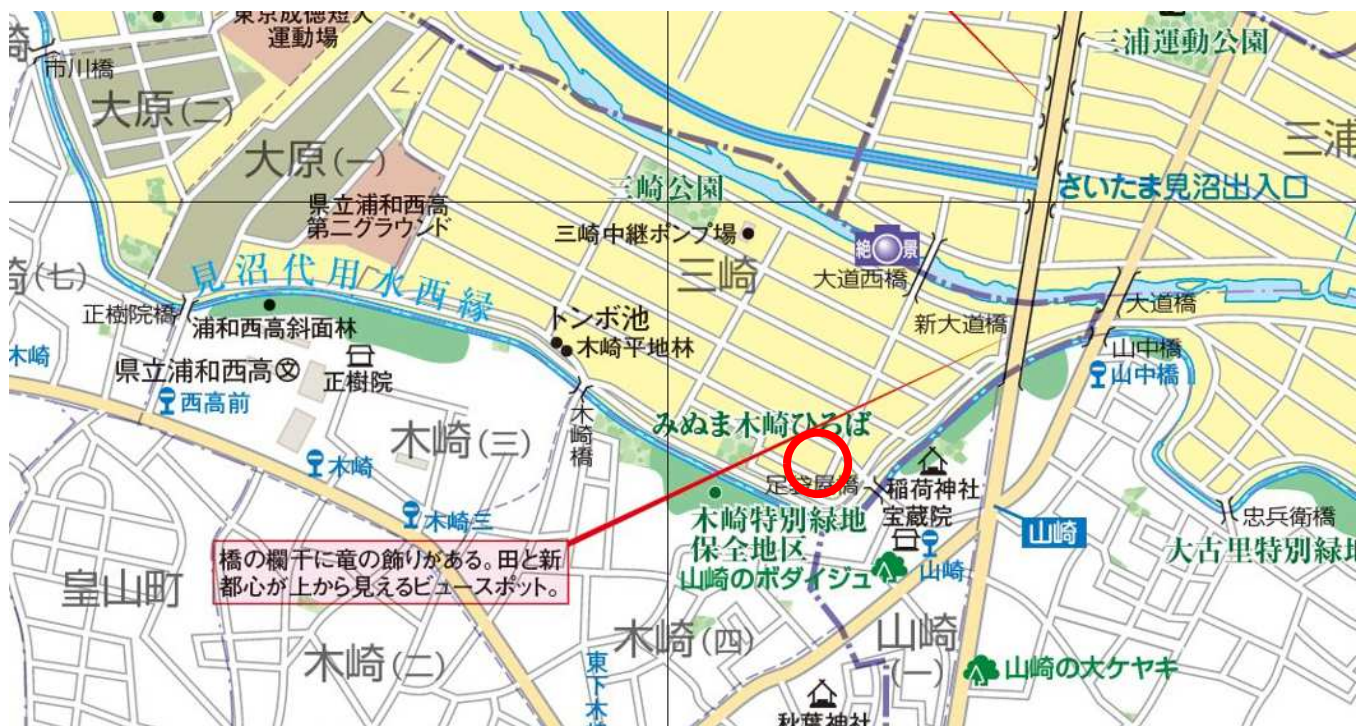 東京成徳短大
運動場
三浦運動公園
崎
市川橋
大原(二)
大原(一)
三浦
県立浦和西高
第二グラウンド
三崎公園
さいたま見沼出入口
三崎中継ポンプ場
三崎
絶景
大道西橋
崎(七)
見沼代用水西縁
正樹院橋
浦和西高斜面林
トンボ池
木崎平地林
新大道橋
大道橋
山中橋
山中橋
木崎
県立浦和西高
文
正樹院
西高前
木崎(三)
木崎橋
みぬま木崎ひろば
木崎
足袋屋橋
稲荷神社
宝蔵院
木崎三
木崎特別緑地
保全地区
山崎
忠兵衛橋
大古里特別緑地
橋の欄干に竜の飾りがある。田と新
都心が上から見えるビュースポット。
山崎のボダイジュ
山崎
皇山町
木崎(二)
木崎(四)
山崎
(一)
東下木崎
山崎の大ケヤキ
秋葉神社